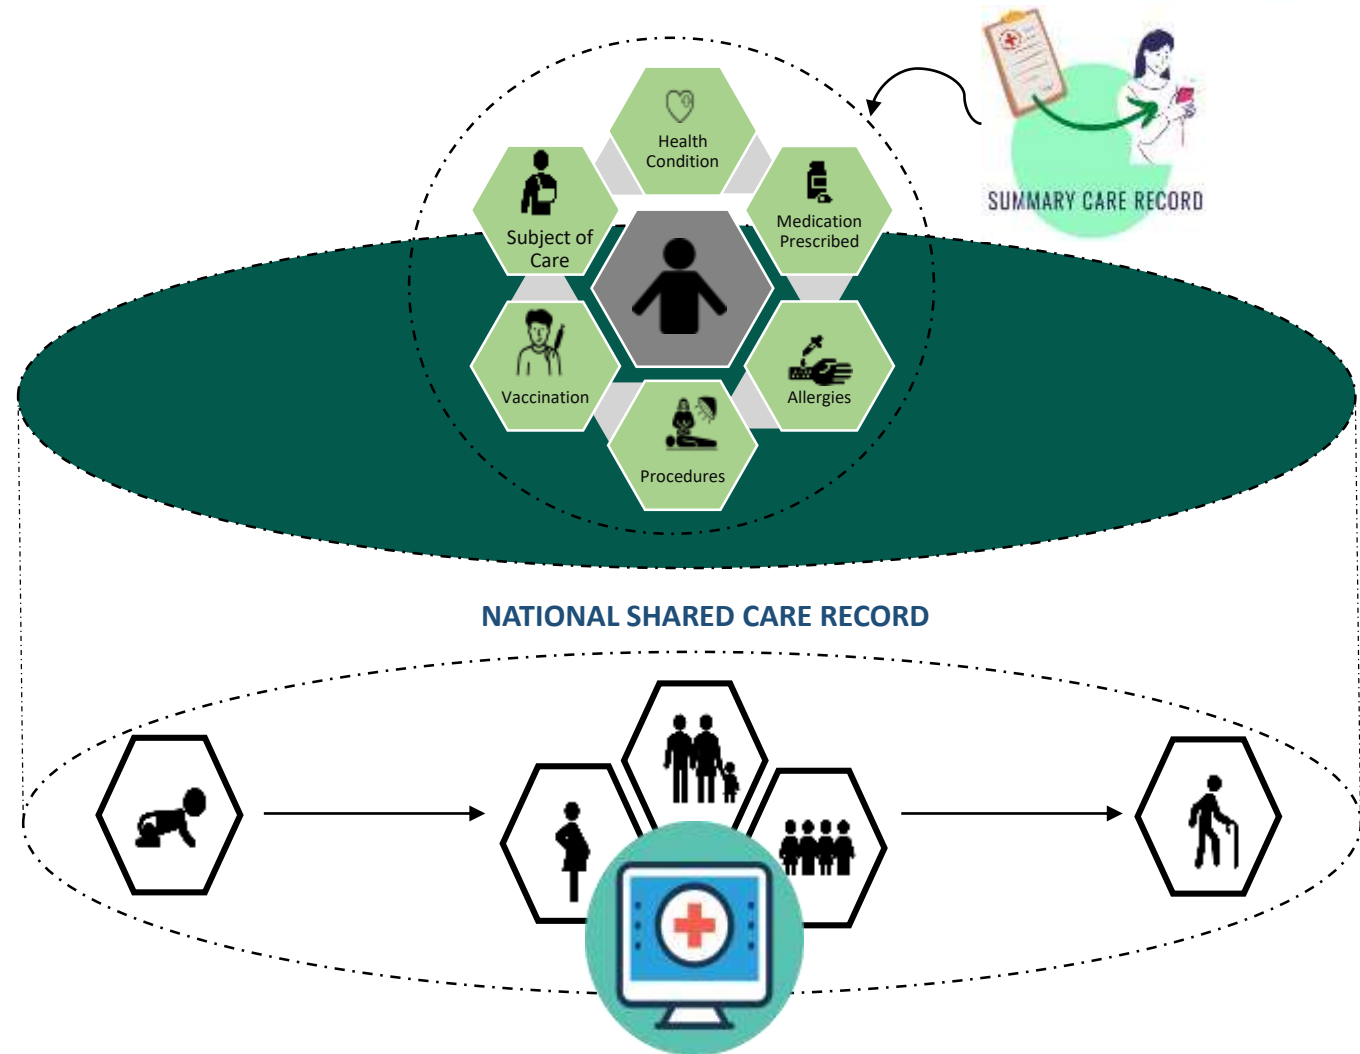 Health
Condition
Subject of
Care
Medication
Prescribed
SUMMARY CARE RECORD
Vaccination
Allergies
Procedures
NATIONAL SHARED CARE RECORD